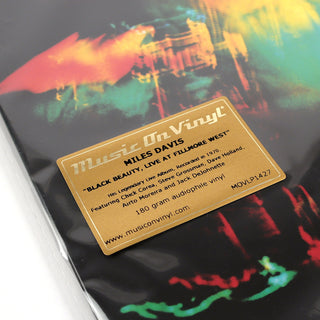 Music On Vinyl
MILES DAVIS
"BLACK BEAUTY, LIVE AT FILLMORE WEST"
His Legendary Live Album, Recorded in 1970.
Featuring Chick Corea, Steve Grossman, Dave Holland,
Airto Moreira and Jack DeJohnette
180 gram audiophile vinyl
www.musiconvinyl.com
MOVLP1427